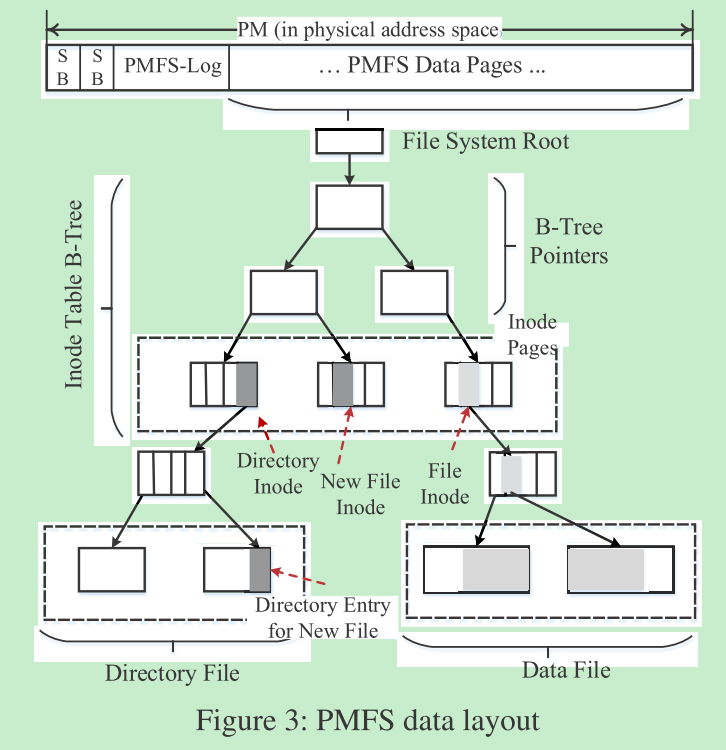 PM (in physical address space
S
B
S
B
PMFS-Log
... PMFS Data Pages ...
File System Root
Inode Table B-Tree
B-Tree
Pointers
Inode
Pages
Directory
Inode
New File
Inode
File
Inode
Directory Entry
for New File
Directory File
Data File
Figure 3: PMFS data layout